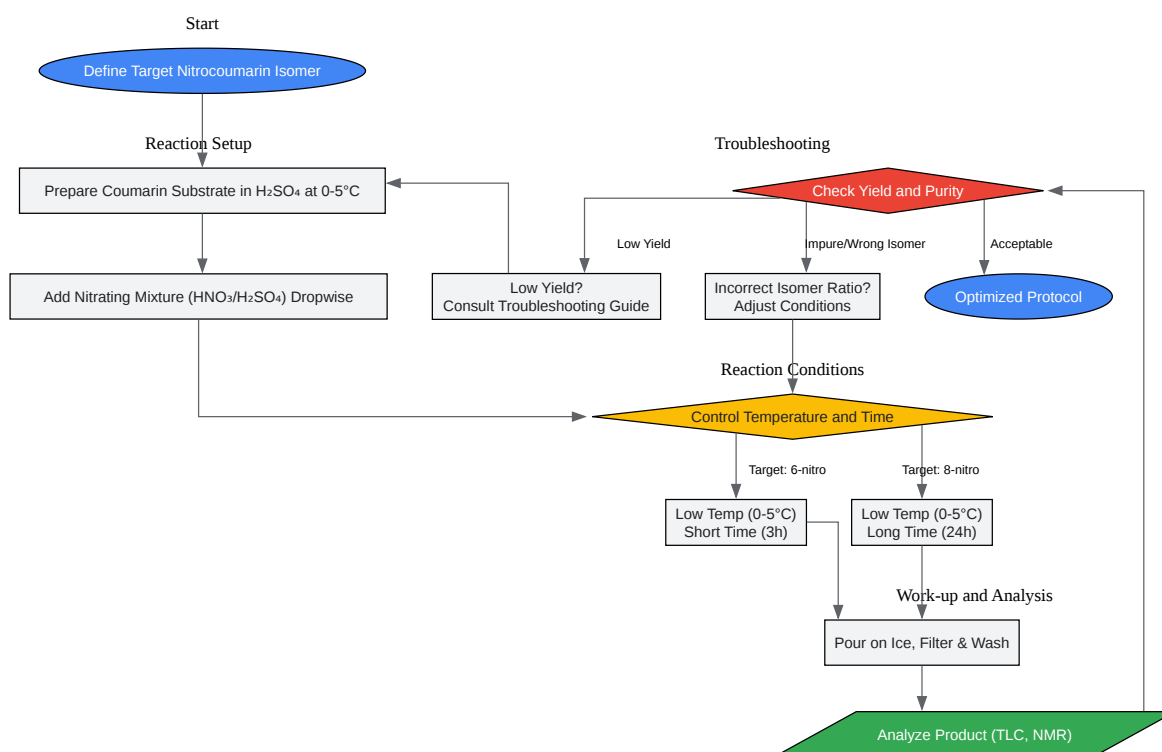 Start
Define Target Nitrocoumarin Isomer
Reaction Setup
Troubleshooting
Prepare Coumarin Substrate in H₂SO₄ at 0-5°C
Check Yield and Purity
Low Yield
Impure/Wrong Isomer
Acceptable
Add Nitrating Mixture (HNO₃/H₂SO₄) Dropwise
Low Yield?
Consult Troubleshooting Guide
Incorrect Isomer Ratio?
Adjust Conditions
Optimized Protocol
Reaction Conditions
Control Temperature and Time
Target: 6-nitro
Target: 8-nitro
Low Temp (0-5°C)
Short Time (3h)
Low Temp (0-5°C)
Long Time (24h)
Work-up and Analysis
Pour on Ice, Filter & Wash
Analyze Product (TLC, NMR)